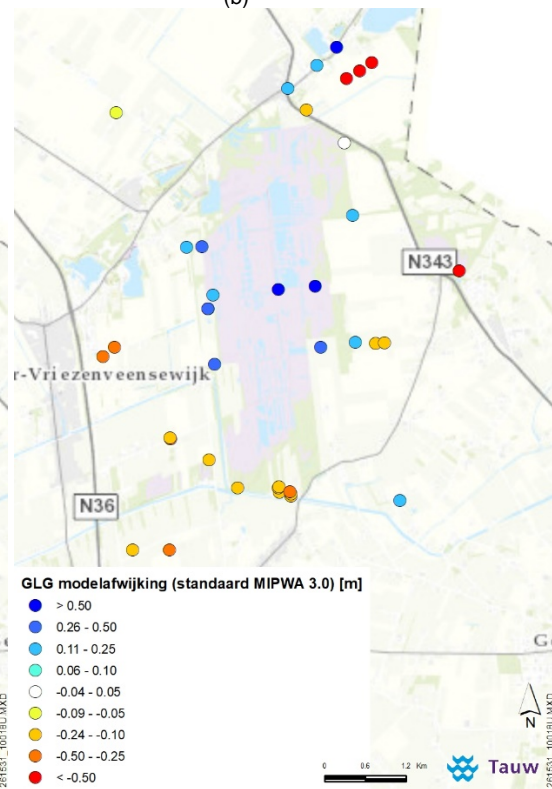 (b)
N343
r-Vriezenveensewijk
N36
GLG modelafwijking (standaard MIPWA 3.0) [m]
> 0.50
0.26 - 0.50
0.11 - 0.25
0.06 - 0.10
-0.04 - 0.05
-0.09 - -0.05
-0.24 - -0.10
-0.50 - -0.25
< -0.50
G
N
0 0.6 1.2 Km
Tauw